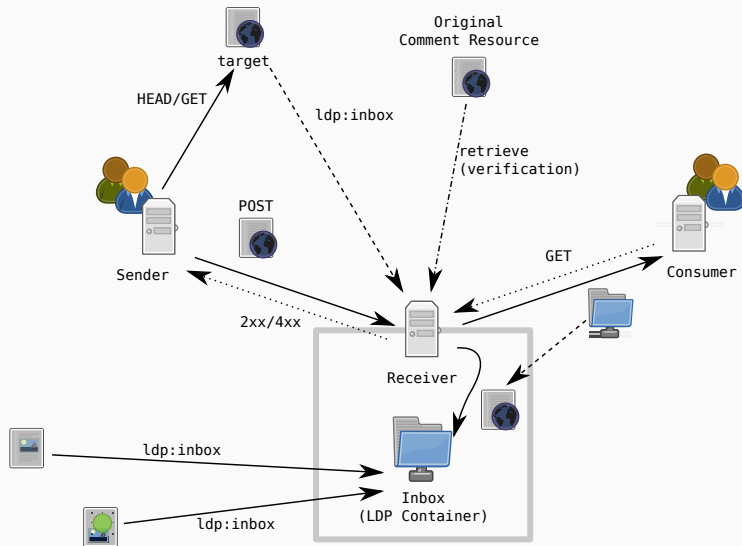 Original
Comment Resource
target
HEAD/GET
ldp:inbox
retrieve
(verification)
POST
GET
Sender
Consumer
2xx/4xx
Receiver
ldp:inbox
Inbox
(LDP Container)
ldp:inbox